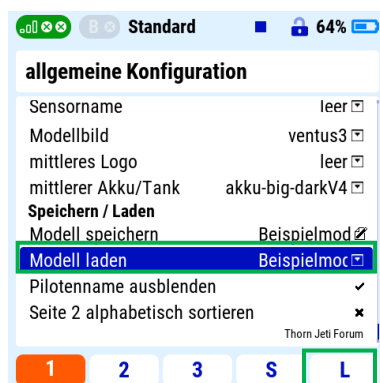 B Standard 64%
allgemeine Konfiguration
Sensorname leer
Modellbild ventus3
mittleres Logo leer
mittlerer Akku/Tank akku-big-darkV4
Speichern / Laden
Modell speichern Beispielmod
Modell laden Beispielmod
Pilotenname ausblenden
Seite 2 alphabetisch sortieren
Thorn Jeti Forum
1 2 3 S L